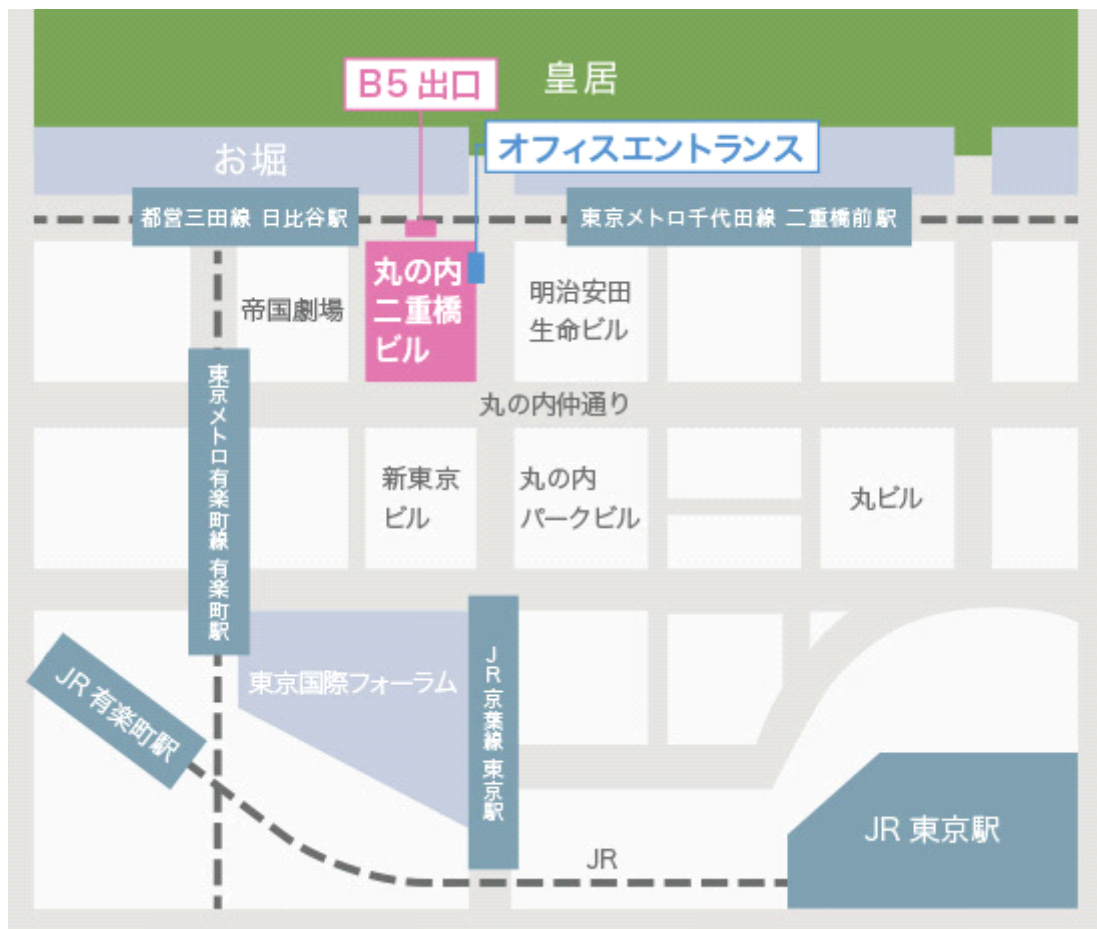 皇居
B5 出口
オフィスエントランス
お堀
都営三田線 日比谷駅
東京メトロ千代田線 二重橋前駅
帝国劇場
丸の内
二重橋
ビル
明治安田
生命ビル
東京メトロ有楽町線 有楽町駅
丸の内仲通り
新東京
ビル
丸の内
パークビル
丸ビル
JR 有楽町駅
東京国際フォーラム
JR京葉線 東京駅
JR
JR 東京駅